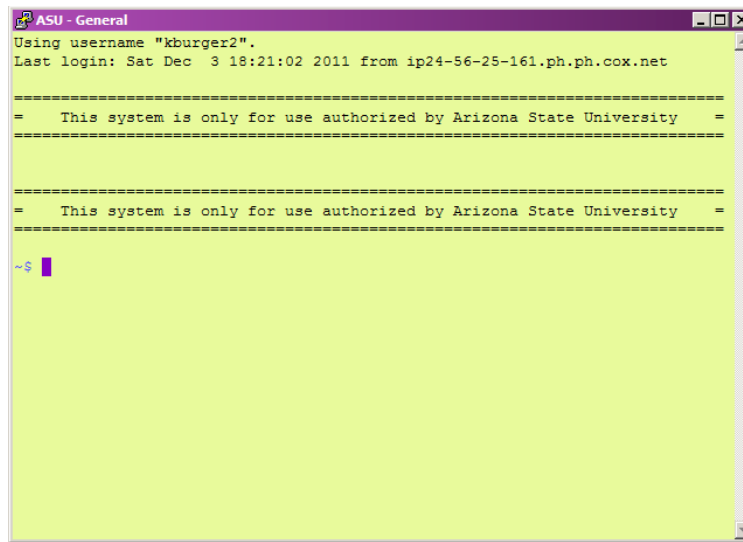 ASU - General
Using username "kburger2".
Last login: Sat Dec  3 18:21:02 2011 from ip24-56-25-161.ph.ph.cox.net
=============================================================================
=    This system is only for use authorized by Arizona State University    =
=============================================================================
=============================================================================
=    This system is only for use authorized by Arizona State University    =
=============================================================================
~$